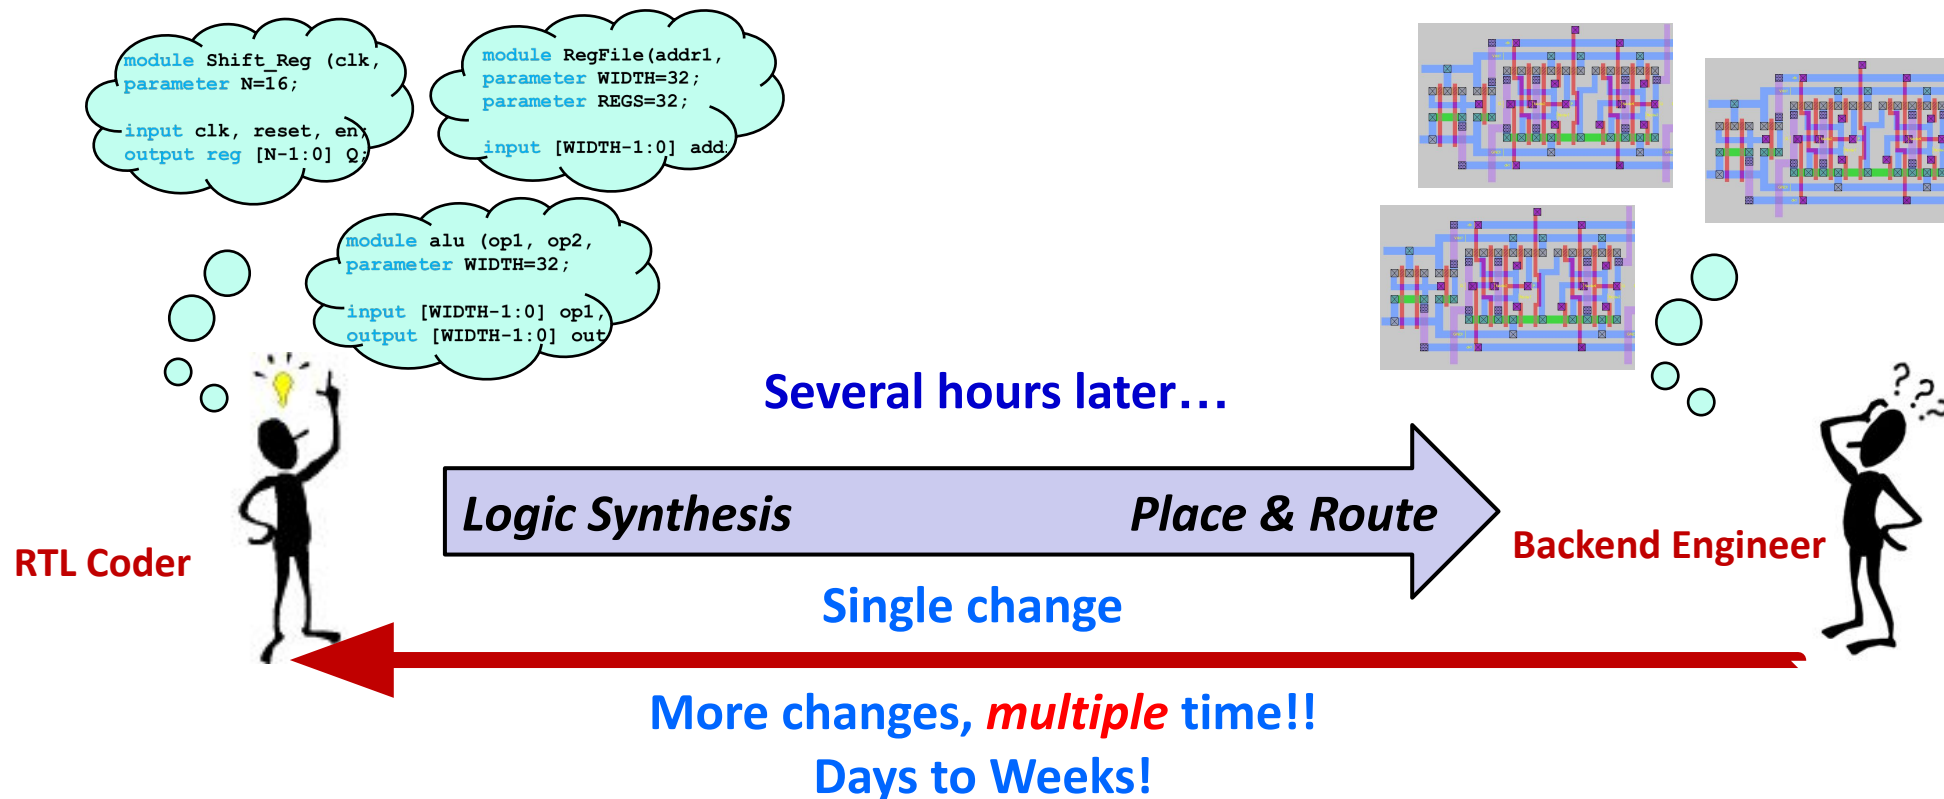 module Shift_Reg (clk,
parameter N=16;
input clk, reset, en;
output reg [N-1:0] Q;
module RegFile(addr1,
parameter WIDTH=32;
parameter REGS=32;
input [WIDTH-1:0] add
module alu (op1, op2,
parameter WIDTH=32;
input [WIDTH-1:0] op1,
output [WIDTH-1:0] out
Several hours later...
? ? ?
Logic Synthesis
Place & Route
RTL Coder
Backend Engineer
Single change
More changes, multiple time!!
Days to Weeks!